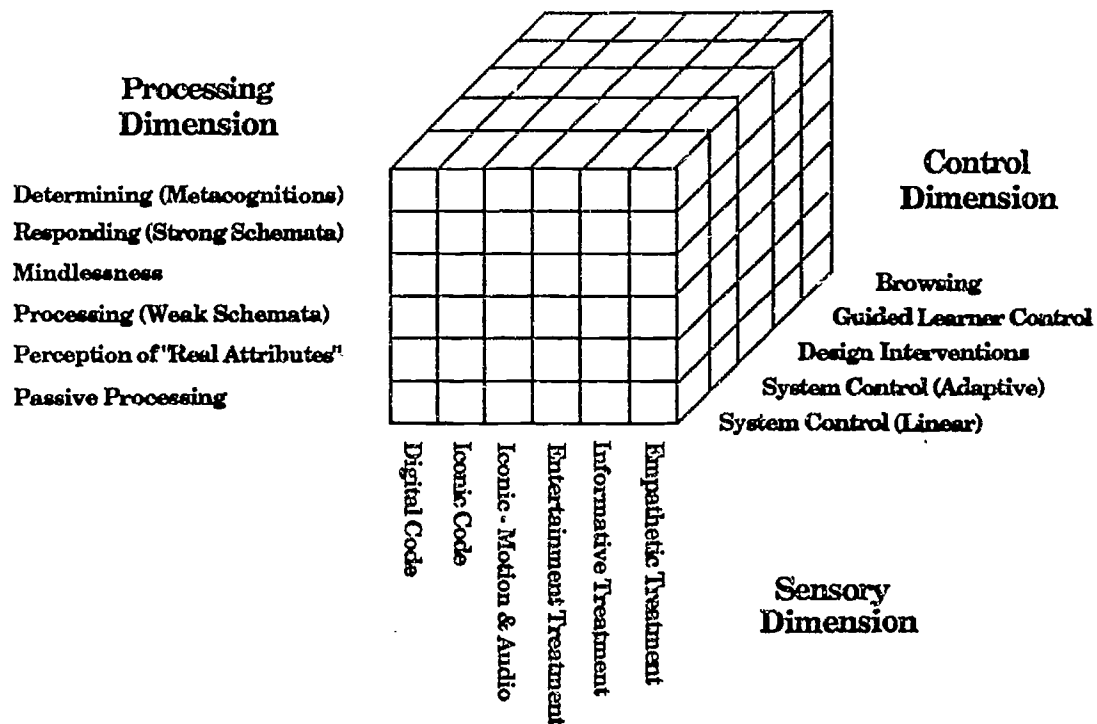 Processing
Dimension
Determining (Metacognitions)
Responding (Strong Schemata)
Mindlessness
Processing (Weak Schemata)
Perception of "Real Attributes"
Passive Processing
Control
Dimension
Browsing
Guided Learner Control
Design Interventions
System Control (Adaptive)
System Control (Linear)
Digital Code
Iconic Code
Iconic - Motion & Audio
Entertainment Treatment
Informative Treatment
Empathetic Treatment
Sensory
Dimension